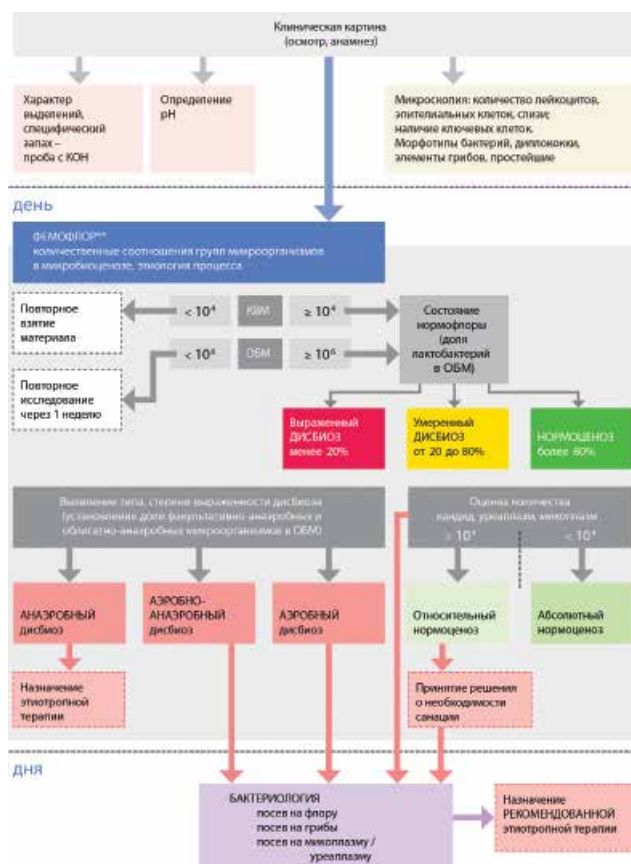 Клиническая картина
(осмотр, анамнез)
Характер
выделений,
специфический
запах –
проба с КОН
Определение
pH
Микроскопия: количество лейкоцитов,
эпителиальных клеток, слизи;
наличие ключевых клеток.
Морфотипы бактерий, диплококки,
элементы грибов, простейшие
день
ФЕМОФЛОР
количественные соотношения групп микроорганизмов
в микробиоценозе, этиология процесса
Повторное
взятие
материала
< 10⁴
КВМ
≥ 10⁴
Состояние
нормофлоры
(доля
лактобактерий
в ОБМ)
< 10⁶
ОБМ
≥ 10⁶
Повторное
исследование
через 1 неделю
Выраженный
ДИСБИОЗ
менее 20%
Умеренный
ДИСБИОЗ
от 20 до 80%
НОРМОЦЕНОЗ
более 80%
Выявление типа, степени выраженности дисбиоза
(установление доли факультативно-анаэробных и
облигатно-анаэробных микроорганизмов в ОБМ)
Оценка количества
кандид, уреаплазм, микоплазм
≥ 10⁴
< 10⁴
АНАЭРОБНЫЙ
дисбиоз
АЭРОБНО-
АНАЭРОБНЫЙ
дисбиоз
АЭРОБНЫЙ
дисбиоз
Относительный
нормоценоз
Абсолютный
нормоценоз
Назначение
этиотропной
терапии
Принятие решения
о необходимости
санации
дня
БАКТЕРИОЛОГИЯ
посев на флору
посев на грибы
посев на микоплазму /
уреаплазму
Назначение
РЕКОМЕНДОВАННОЙ
этиотропной терапии